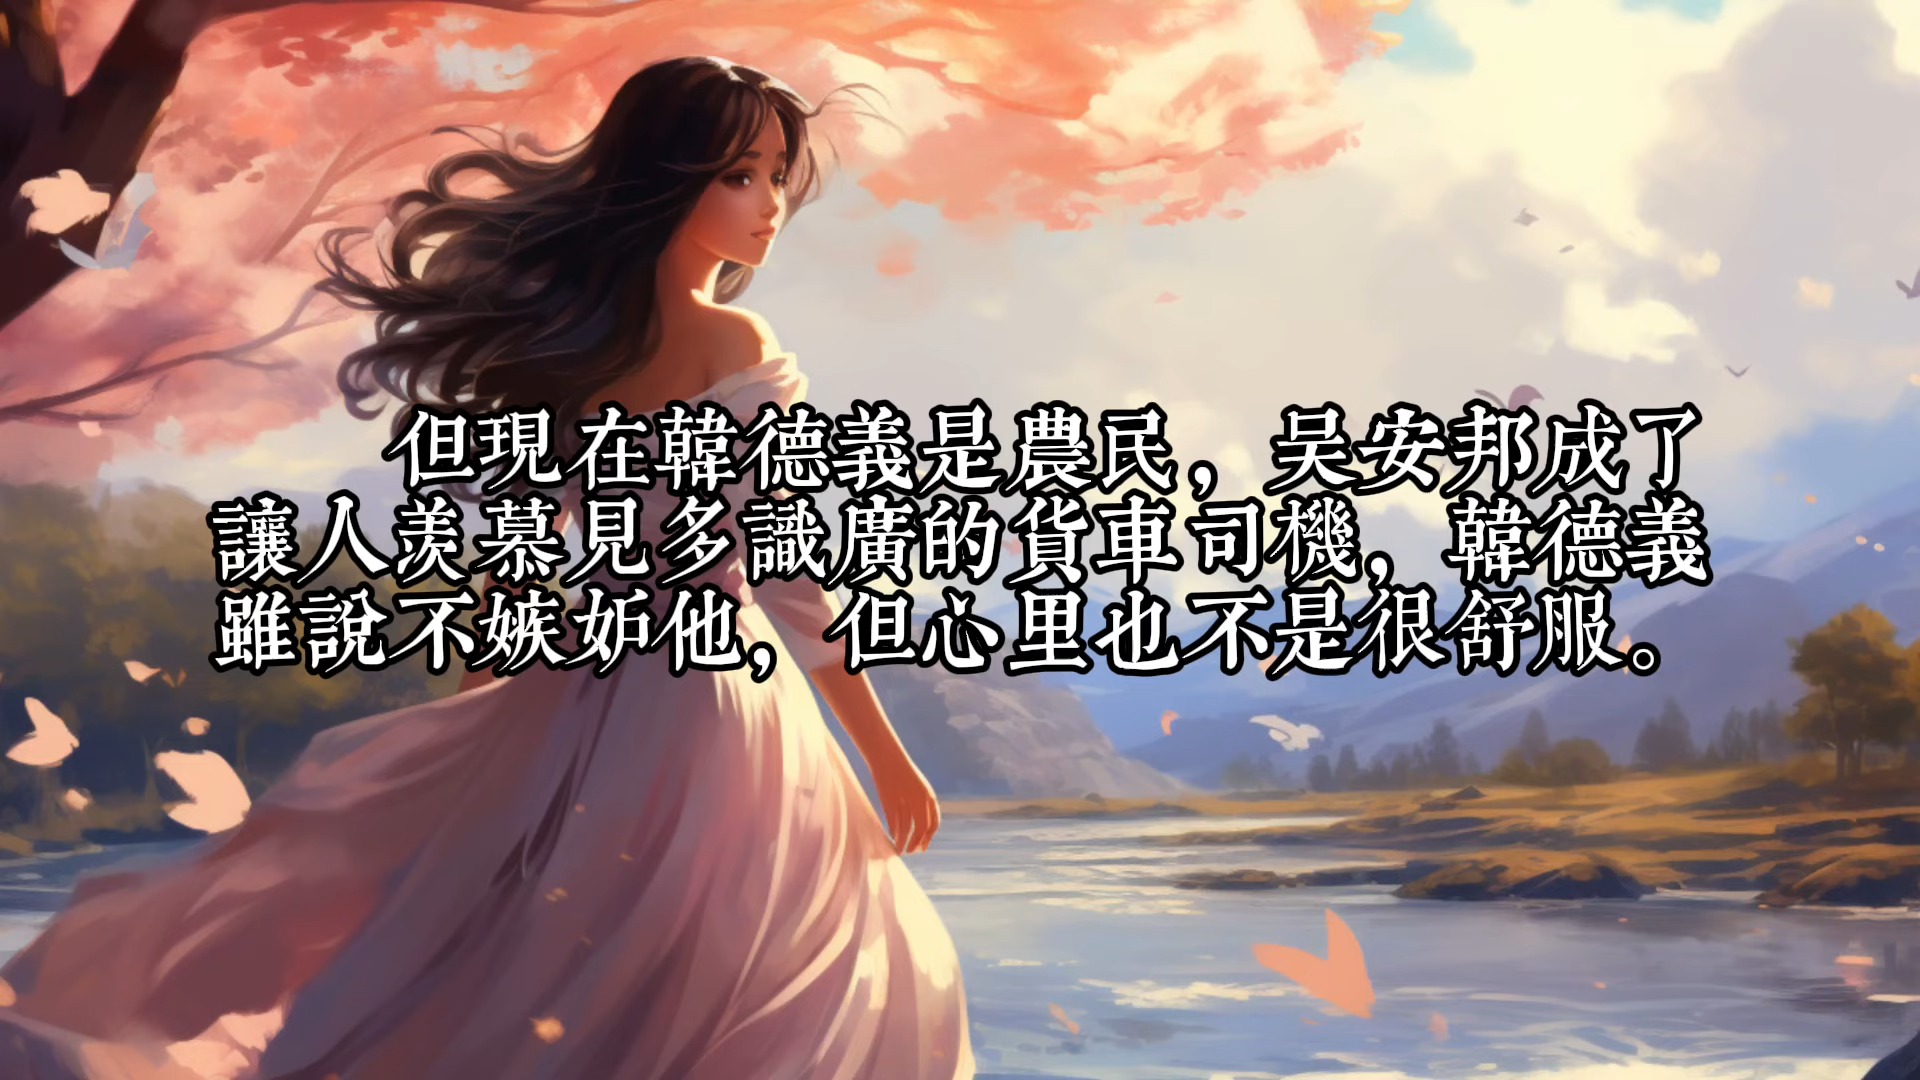 但現在韓德義是農民，吴安邦成了
讓人羨慕見多識廣的貨車司機，韓德義
雖說不嫉妒他，但心里也不是很舒服。